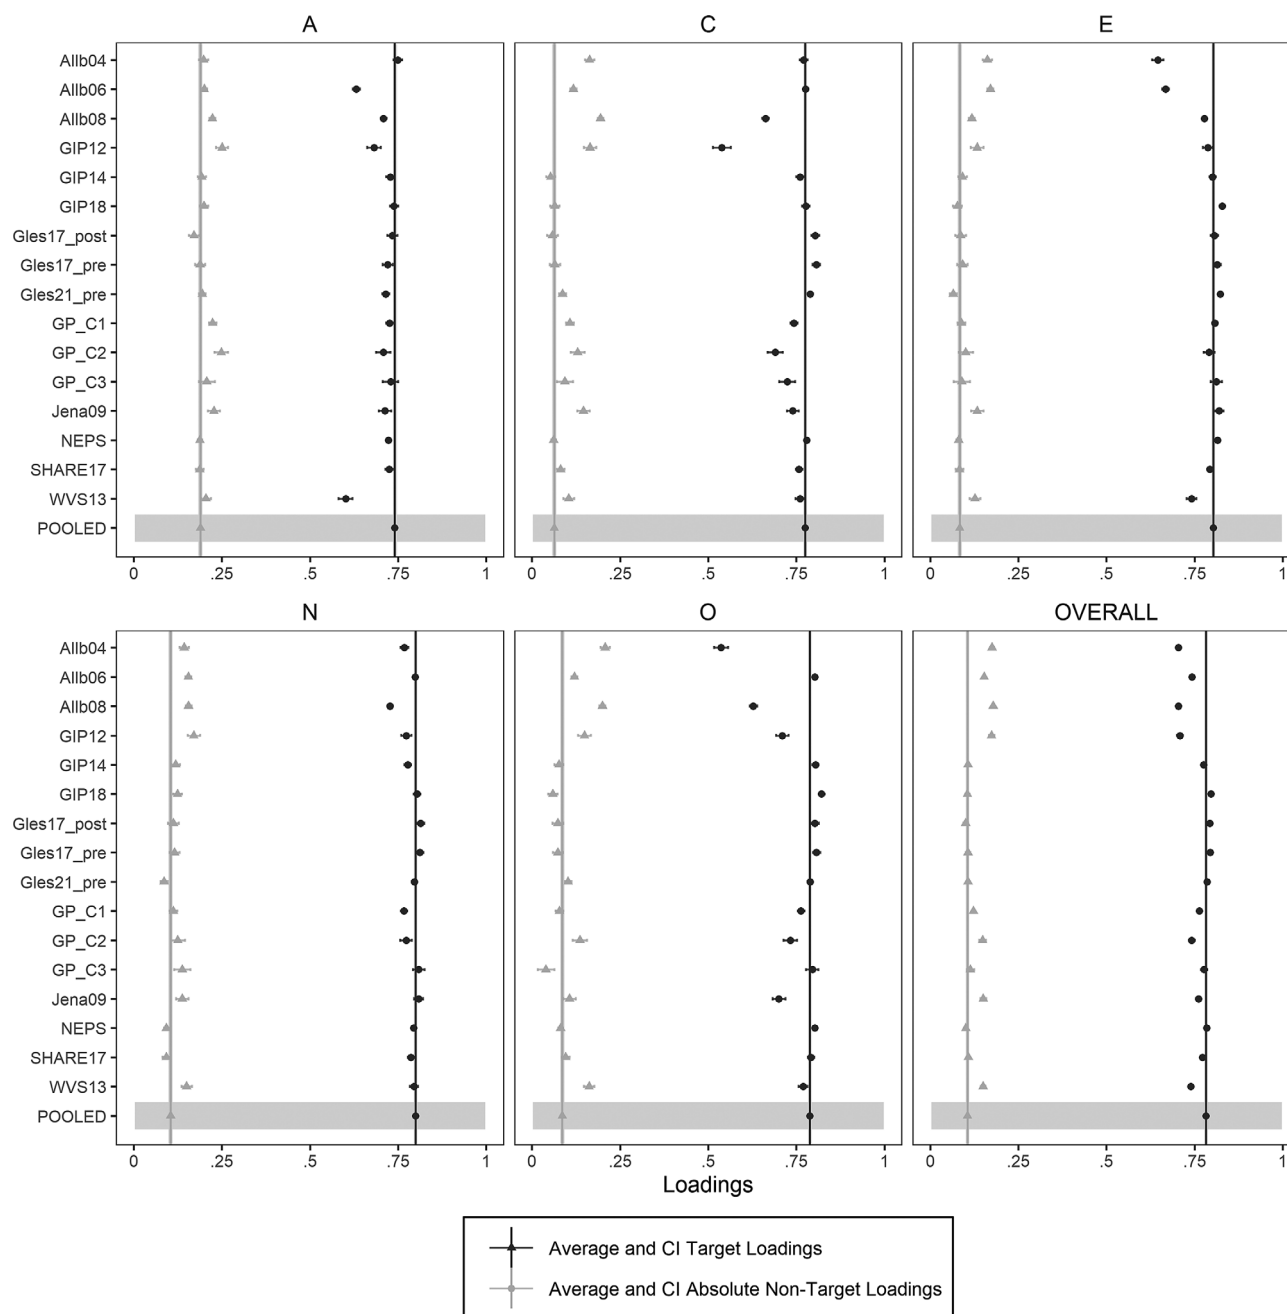 A C E
Allb04
Allb06
Allb08
GIP12
GIP14
GIP18
Gles17_post
Gles17_pre
Gles21_pre
GP_C1
GP_C2
GP_C3
Jena09
NEPS
SHARE17
WVS13
POOLED
0 .25 .5 .75 1 0 .25 .5 .75 1 0 .25 .5 .75 1
N O OVERALL
Allb04
Allb06
Allb08
GIP12
GIP14
GIP18
Gles17_post
Gles17_pre
Gles21_pre
GP_C1
GP_C2
GP_C3
Jena09
NEPS
SHARE17
WVS13
POOLED
0 .25 .5 .75 1 0 .25 .5 .75 1 0 .25 .5 .75 1
Loadings
Average and CI Target Loadings
Average and CI Absolute Non-Target Loadings